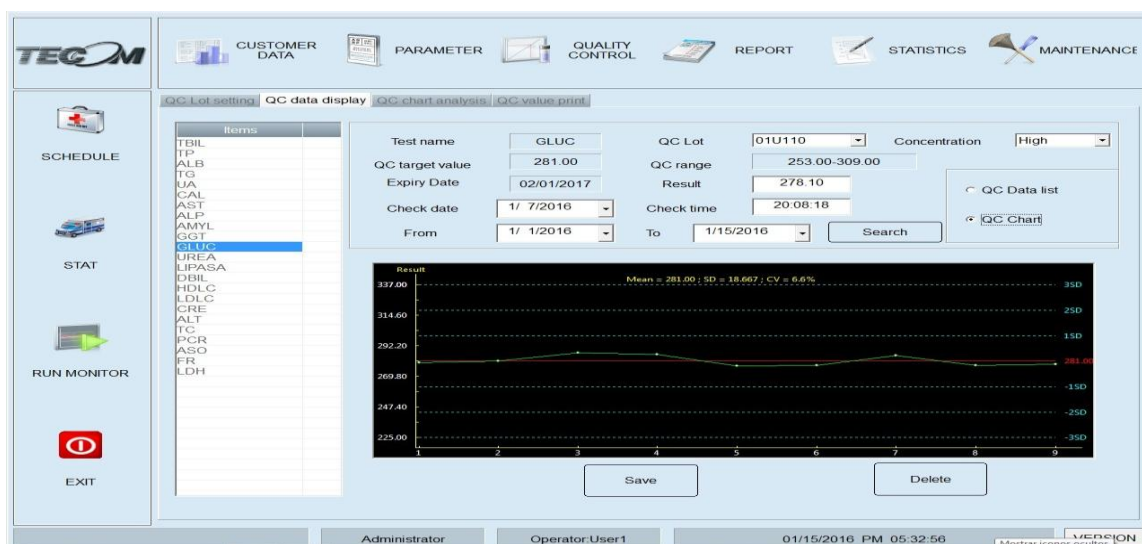 TECOM
CUSTOMER DATA
PARAMETER
QUALITY CONTROL
REPORT
STATISTICS
MAINTENANCE
SCHEDULE
STAT
RUN MONITOR
EXIT
QC Lot setting QC data display QC chart analysis QC value print
Items
TBIL
TP
ALB
TG
UA
CAL
AST
ALP
AMYL
GGT
GLUC
UREA
LIPASA
DBIL
HDLC
LDLC
CRE
ALT
TC
PCR
ASO
FR
LDH
Test name GLUC QC Lot 01U110 Concentration High
QC target value 281.00 QC range 253.00-309.00
Expiry Date 02/01/2017 Result 278.10
QC Data list
Check date 1/ 7/2016 Check time 20:08:18
QC Chart
From 1/ 1/2016 To 1/15/2016 Search
Result
Mean = 281.00 ; SD = 18.667 ; CV = 6.6%
337.00 3SD
314.60 2SD
1SD
292.20
281.00
269.80
-1SD
247.40 -2SD
225.00 -3SD
1 2 3 4 5 6 7 8 9
Save Delete
Administrator Operator:User1 01/15/2016 PM 05:32:56 VERSION
Mostrar iconos ocultos